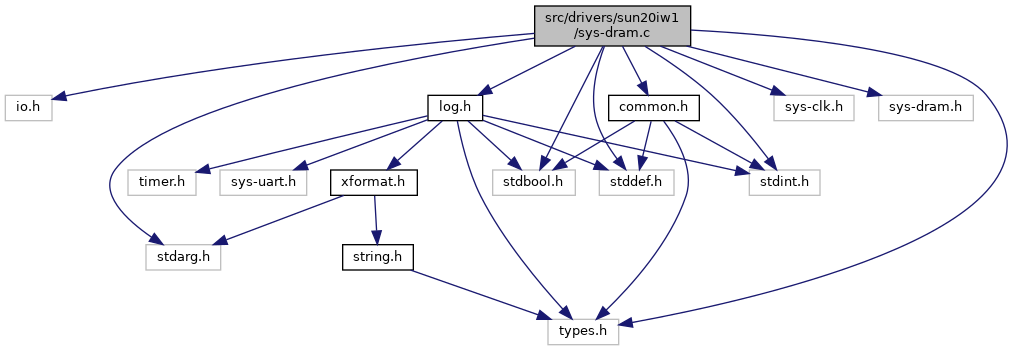 src/drivers/sun20iw1
/sys-dram.c
io.h
log.h
common.h
sys-clk.h
sys-dram.h
timer.h
sys-uart.h
xformat.h
stdbool.h
stddef.h
stdint.h
stdarg.h
string.h
types.h